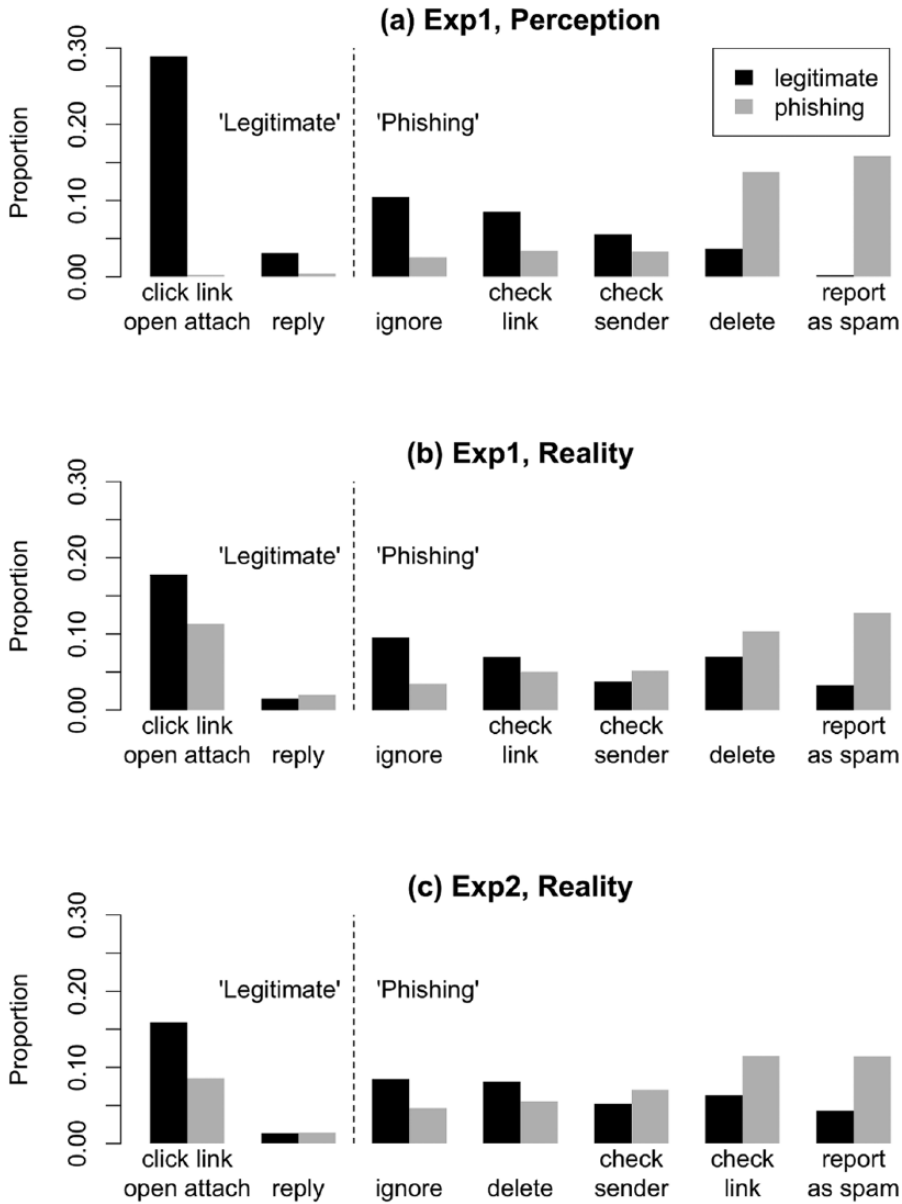 (a) Exp1, Perception
Proportion
0.00 0.10 0.20 0.30
'Legitimate' 'Phishing'
legitimate
phishing
click link check check report
open attach reply ignore link sender delete as spam
(b) Exp1, Reality
Proportion
0.00 0.10 0.20 0.30
'Legitimate' 'Phishing'
click link check check report
open attach reply ignore link sender delete as spam
(c) Exp2, Reality
Proportion
0.00 0.10 0.20 0.30
'Legitimate' 'Phishing'
click link check check report
open attach reply ignore delete sender link as spam